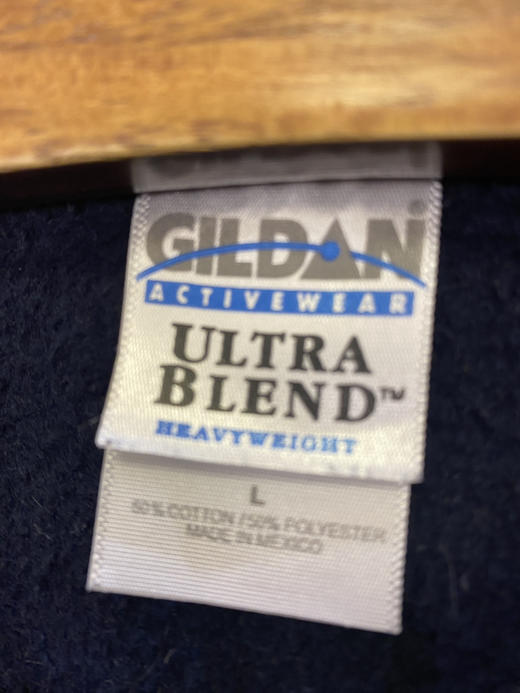 GILDAN®
ACTIVEWEAR
ULTRA
BLEND™
HEAVYWEIGHT
L
50% COTTON / 50% POLYESTER
MADE IN MEXICO